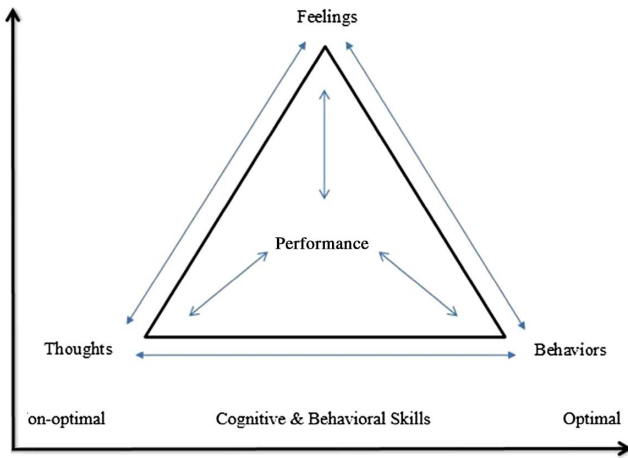 Feelings
Performance
Thoughts
Behaviors
on-optimal Cognitive & Behavioral Skills Optimal